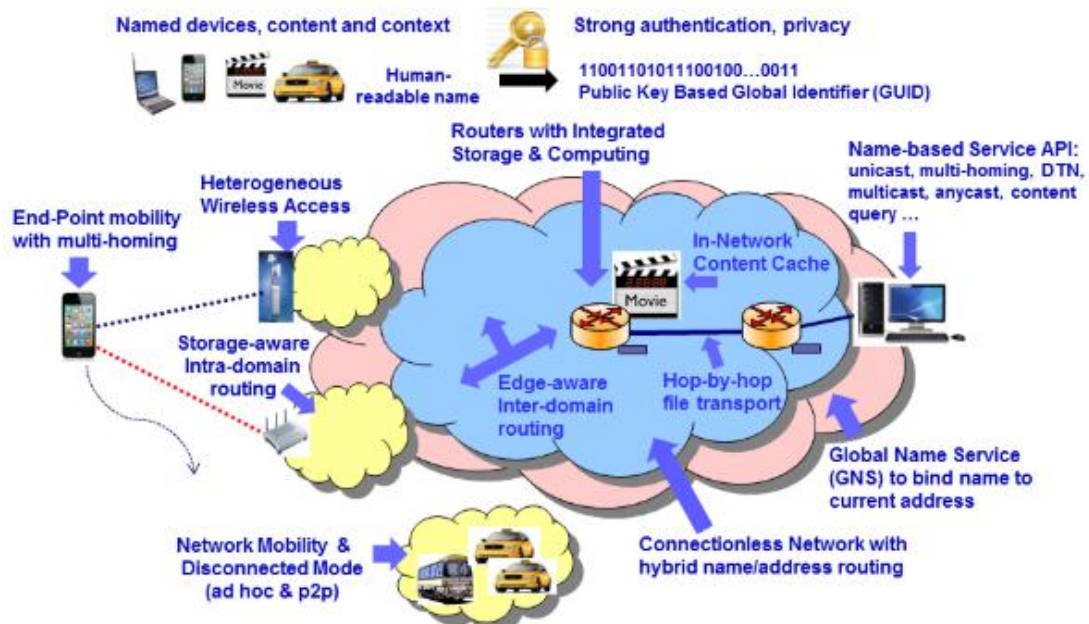 Named devices, content and context
Strong authentication, privacy
Human-
readable name
Movie
11001101011100100...0011
Public Key Based Global Identifier (GUID)
Routers with Integrated
Storage & Computing
Name-based Service API:
unicast, multi-homing, DTN,
multicast, anycast, content
query ...
Heterogeneous
Wireless Access
End-Point mobility
with multi-homing
In-Network
Content Cache
Movie
Storage-aware
Intra-domain
routing
Edge-aware
Inter-domain
routing
Hop-by-hop
file transport
Global Name Service
(GNS) to bind name to
current address
Network Mobility &
Disconnected Mode
(ad hoc & p2p)
Connectionless Network with
hybrid name/address routing